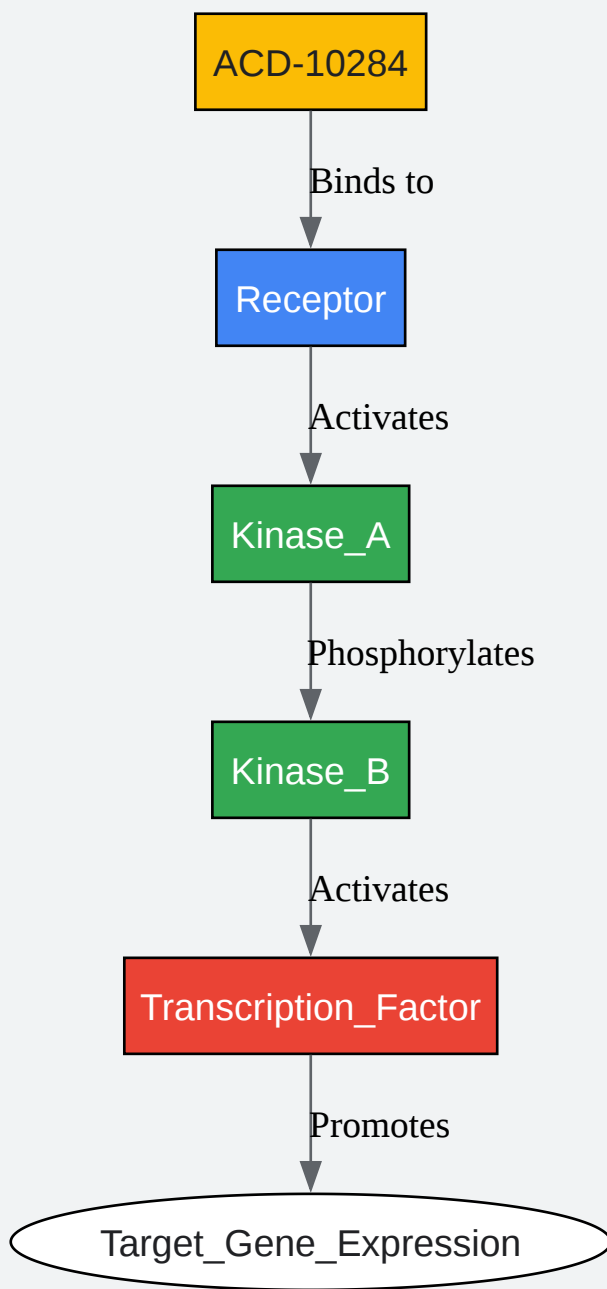 ACD-10284
Binds to
Receptor
Activates
Kinase_A
Phosphorylates
Kinase_B
Activates
Transcription_Factor
Promotes
Target_Gene_Expression